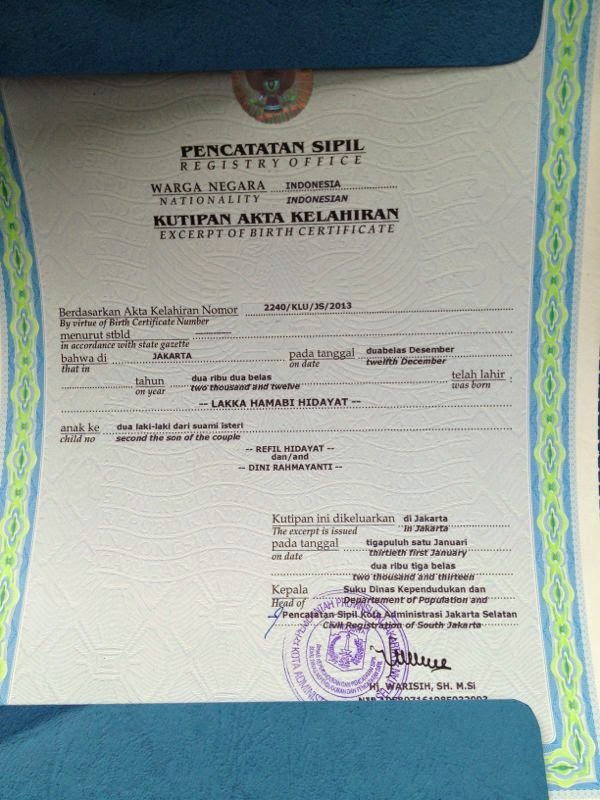 PENCATATAN SIPIL
REGISTRY OFFICE
WARGA NEGARA INDONESIA
NATIONALITY INDONESIAN
KUTIPAN AKTA KELAHIRAN
EXCERPT OF BIRTH CERTIFICATE
Berdasarkan Akta Kelahiran Nomor 2240/KLU/JS/2013
By virtue of Birth Certificate Number
menurut stbld
in accordance with state gazette
bahwa di JAKARTA pada tanggal duabelas Desember
that in on date twelfth December
tahun dua ribu dua belas telah lahir :
on year two thousand and twelve was born
-- LAKKA HAMABI HIDAYAT --
anak ke dua laki-laki dari suami isteri
child no second the son of the couple
-- REFIL HIDAYAT --
dan/and
-- DINI RAHMAYANTI --
Kutipan ini dikeluarkan di Jakarta
The excerpt is issued in Jakarta
pada tanggal tigapuluh satu Januari
on date thirtieth first January
dua ribu tiga belas
two thousand and thirteen
Kepala Suku Dinas Kependudukan dan
Head of Departement of Population and
Pencatatan Sipil Kota Administrasi Jakarta Selatan
Civil Registration of South Jakarta
Hj. WARISIH, SH. M.Si